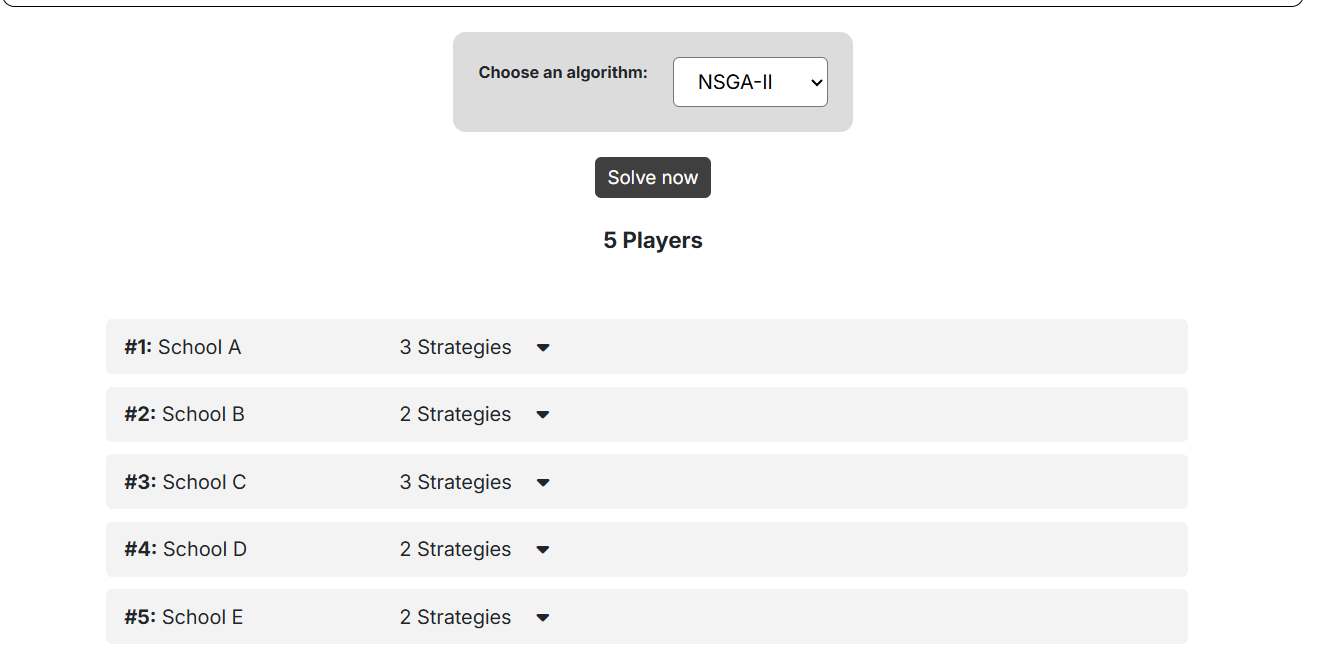 Choose an algorithm: NSGA-II
Solve now
5 Players
#1: School A 3 Strategies
#2: School B 2 Strategies
#3: School C 3 Strategies
#4: School D 2 Strategies
#5: School E 2 Strategies